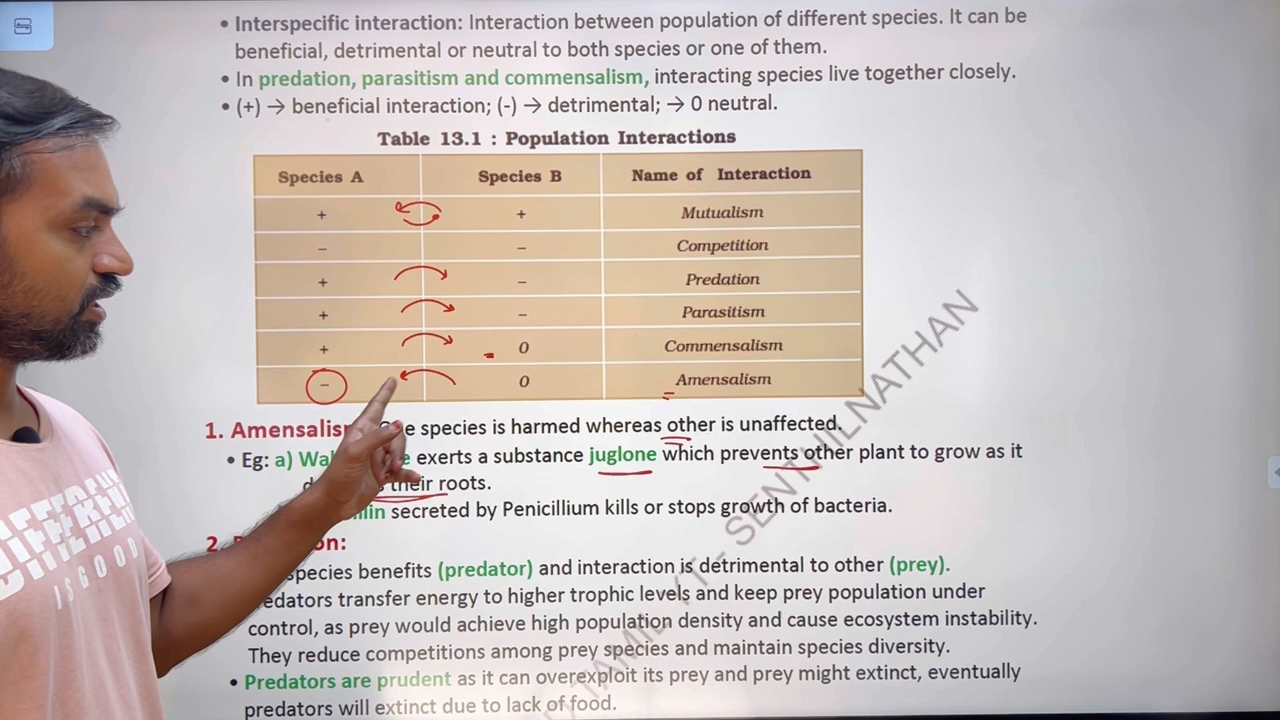 • Interspecific interaction: Interaction between population of different species. It can be
beneficial, detrimental or neutral to both species or one of them.
• In predation, parasitism and commensalism, interacting species live together closely.
• (+) → beneficial interaction; (-) → detrimental; → 0 neutral.
Table 13.1 : Population Interactions
Species A Species B Name of Interaction
+ + Mutualism
– – Competition
+ – Predation
+ – Parasitism
+ 0 Commensalism
– 0 Amensalism
1. Amensalis e species is harmed whereas other is unaffected.
• Eg: a) Wal e exerts a substance juglone which prevents other plant to grow as it
their roots.
llin secreted by Penicillium kills or stops growth of bacteria.
2. on:
species benefits (predator) and interaction is detrimental to other (prey).
edators transfer energy to higher trophic levels and keep prey population under
control, as prey would achieve high population density and cause ecosystem instability.
They reduce competitions among prey species and maintain species diversity.
• Predators are prudent as it can overexploit its prey and prey might extinct, eventually
predators will extinct due to lack of food.
TAMIL KT - SENTHILNATHAN
IS GOOD